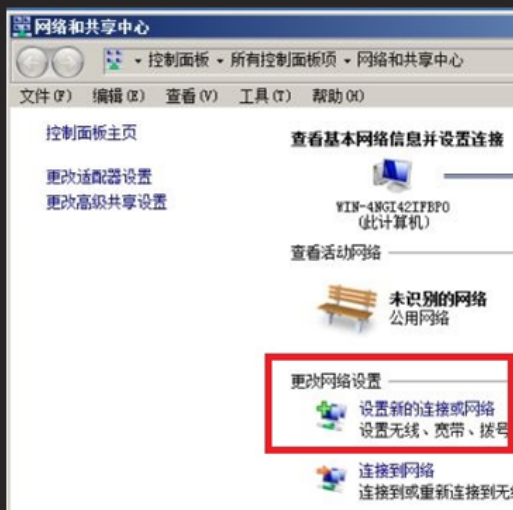 网络和共享中心
控制面板 所有控制面板项 网络和共享中心
文件(F) 编辑(E) 查看(V) 工具(T) 帮助(H)
控制面板主页
更改适配器设置
更改高级共享设置
查看基本网络信息并设置连接
WIN-4NGI42IFBPO
(此计算机)
查看活动网络
未识别的网络
公用网络
更改网络设置
设置新的连接或网络
设置无线、宽带、拨号
连接到网络
连接到或重新连接到无